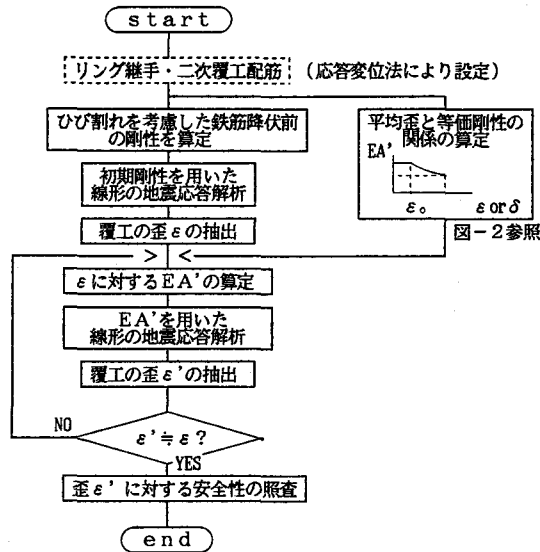 start
リング継手・二次覆工配筋 (応答変位法により設定)
ひび割れを考慮した鉄筋降伏前
の剛性を算定
平均歪と等価剛性の
関係の算定
EA'
ε₀ ε or δ
図－2参照
初期剛性を用いた
線形の地震応答解析
覆工の歪εの抽出
> <
εに対するEA'の算定
EA'を用いた
線形の地震応答解析
覆工の歪ε'の抽出
NO
ε'≒ε?
YES
歪ε'に対する安全性の照査
end